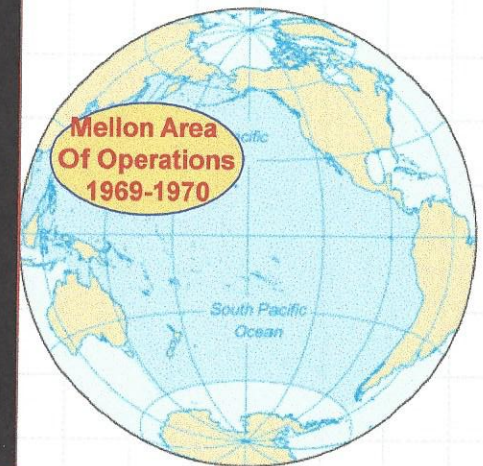 Mellon Area
Of Operations
1969-1970
South Pacific
Ocean